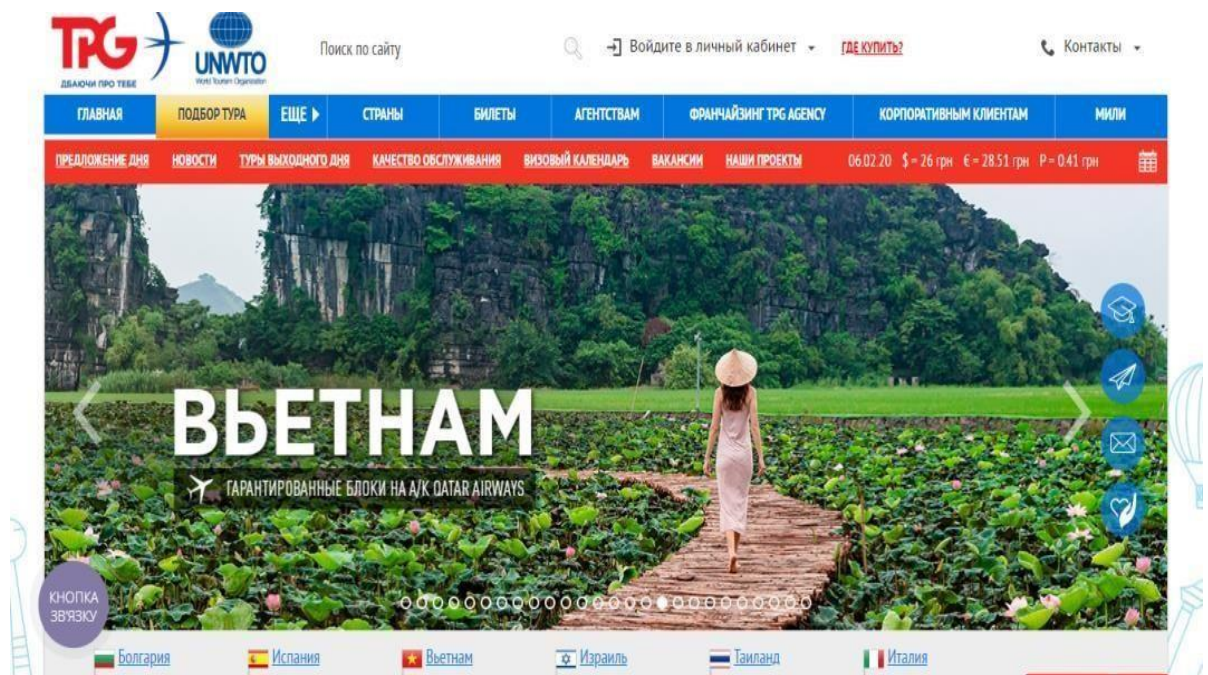 TPG
ДБАЮЧИ ПРО ТЕБЕ
UNWTO
World Tourism Organization
Поиск по сайту
Войдите в личный кабинет
ГДЕ КУПИТЬ?
Контакты
ГЛАВНАЯ ПОДБОР ТУРА ЕЩЕ СТРАНЫ БИЛЕТЫ АГЕНТСТВАМ ФРАНЧАЙЗИНГ TPG AGENCY КОРПОРАТИВНЫМ КЛИЕНТАМ МИЛИ
ПРЕДЛОЖЕНИЕ ДНЯ НОВОСТИ ТУРЫ ВЫХОДНОГО ДНЯ КАЧЕСТВО ОБСЛУЖИВАНИЯ ВИЗОВЫЙ КАЛЕНДАРЬ ВАКАНСИИ НАШИ ПРОЕКТЫ 06.02.20 $ = 26 грн € = 28.51 грн Р = 0.41 грн
ВЬЕТНАМ
ГАРАНТИРОВАННЫЕ БЛОКИ НА А/К QATAR AIRWAYS
КНОПКА
ЗВ'ЯЗКУ
Болгария Испания Вьетнам Израиль Таиланд Италия